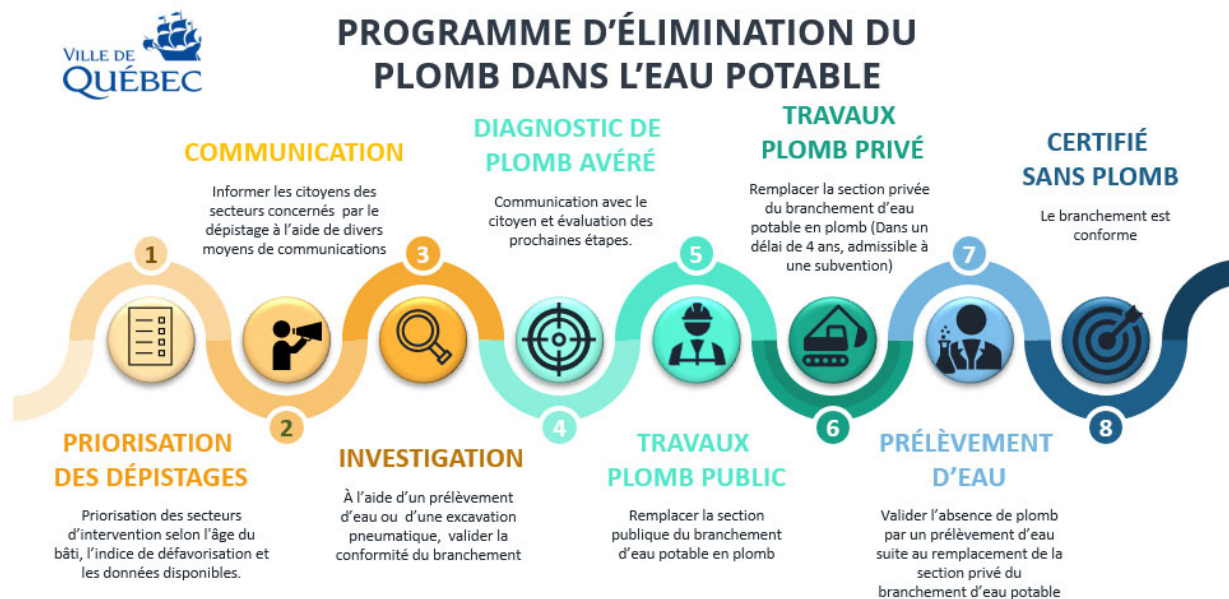 VILLE DE
QUÉBEC
PROGRAMME D'ÉLIMINATION DU
PLOMB DANS L'EAU POTABLE
1
PRIORISATION
DES DÉPISTAGES
Priorisation des secteurs
d'intervention selon l'âge du
bâti, l'indice de défavorisation et
les données disponibles.
COMMUNICATION
Informer les citoyens des
secteurs concernés par le
dépistage à l'aide de divers
moyens de communications
2
3
INVESTIGATION
À l'aide d'un prélèvement
d'eau ou d'une excavation
pneumatique, valider la
conformité du branchement
DIAGNOSTIC DE
PLOMB AVÉRÉ
Communication avec le
citoyen et évaluation des
prochaines étapes.
4
5
TRAVAUX
PLOMB PUBLIC
Remplacer la section
publique du branchement
d'eau potable en plomb
TRAVAUX
PLOMB PRIVÉ
Remplacer la section privée
du branchement d'eau
potable en plomb (Dans un
délai de 4 ans, admissible à
une subvention)
6
7
PRÉLÈVEMENT
D'EAU
Valider l'absence de plomb
par un prélèvement d'eau
suite au remplacement de la
section privé du
branchement d'eau potable
CERTIFIÉ
SANS PLOMB
Le branchement est
conforme
8